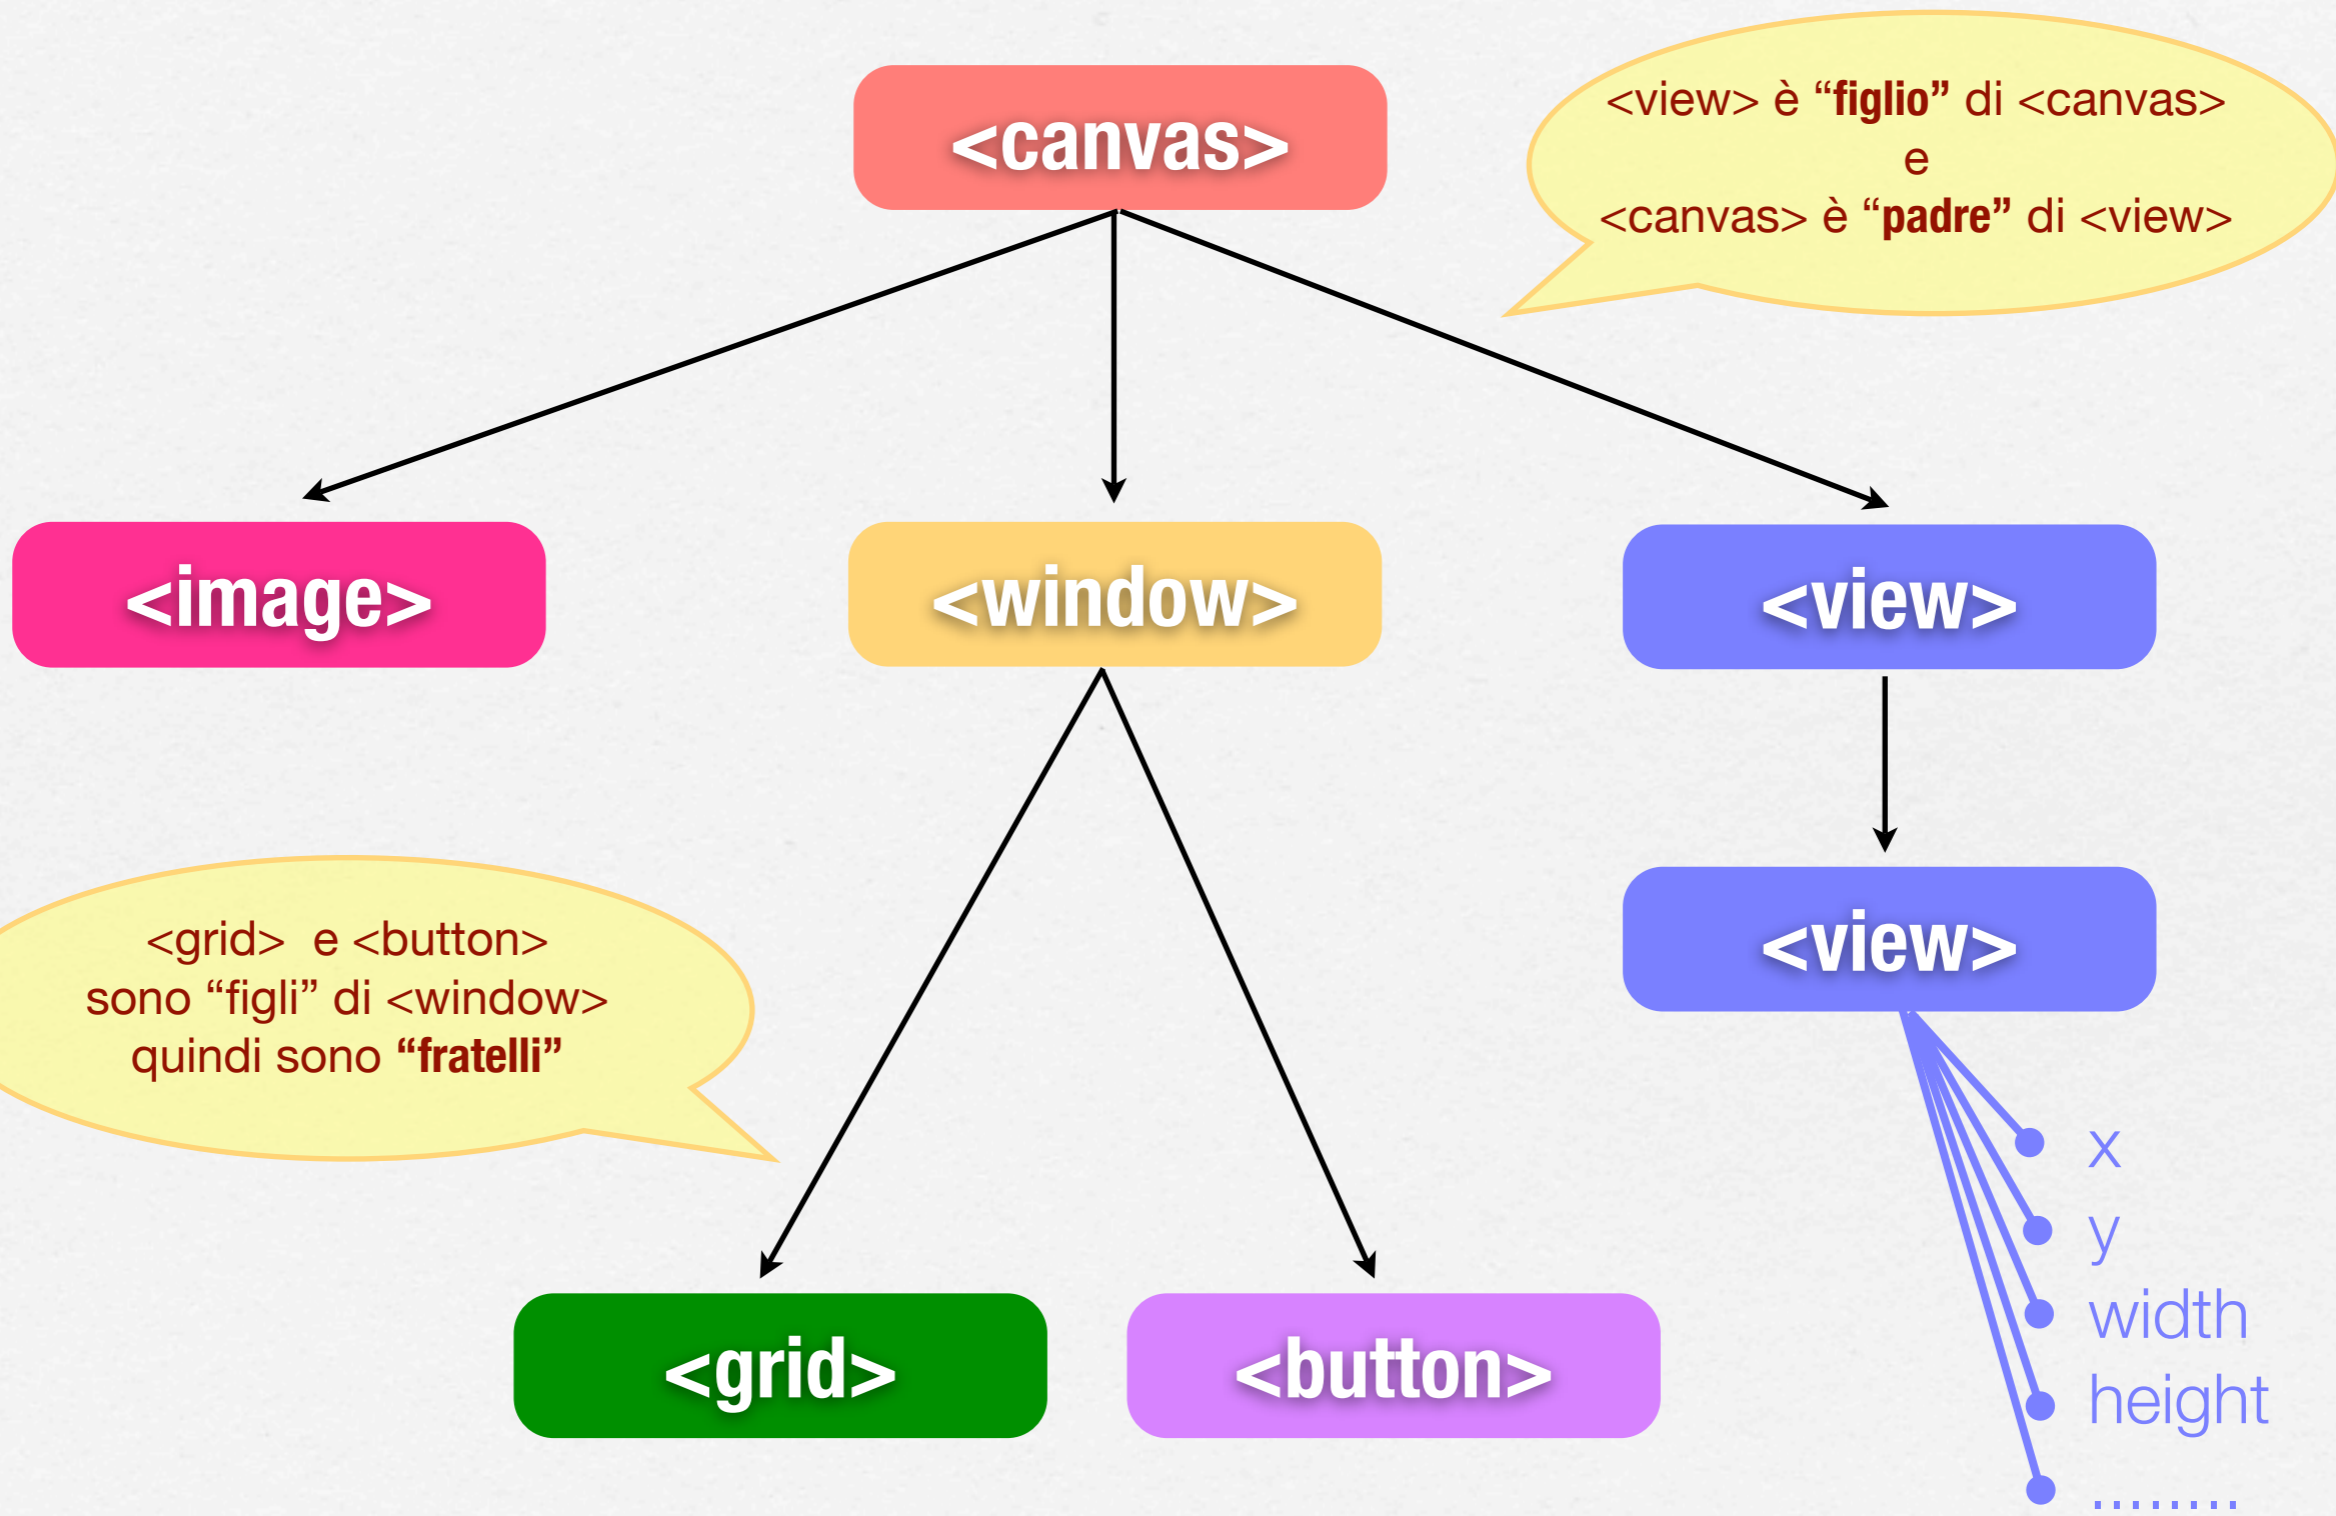 <canvas>
<view> è “figlio” di <canvas>
e
<canvas> è “padre” di <view>
<image>
<window>
<view>
<view>
<grid>  e <button>
sono “figli” di <window>
quindi sono “fratelli”
x
y
width
height
........
<grid>
<button>